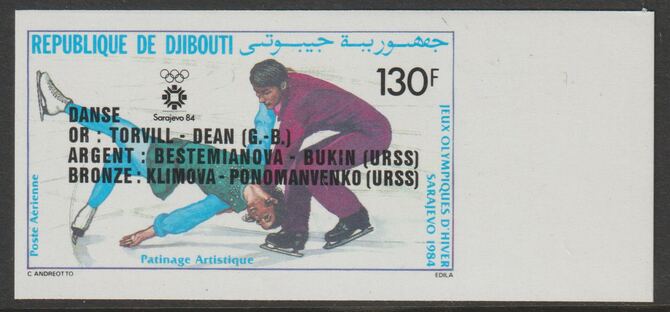 REPUBLIQUE DE DJIBOUTI جمهورية جيبوتي
130F
Sarajevo 84
DANSE
OR : TORVILL - DEAN (G.-B.)
ARGENT : BESTEMIANOVA - BUKIN (URSS)
BRONZE : KLIMOVA - PONOMANVENKO (URSS)
JEUX OLYMPIQUES D'HIVER
SARAJEVO 1984
Poste Aérienne
Patinage Artistique
C. ANDREOTTO
EDILA